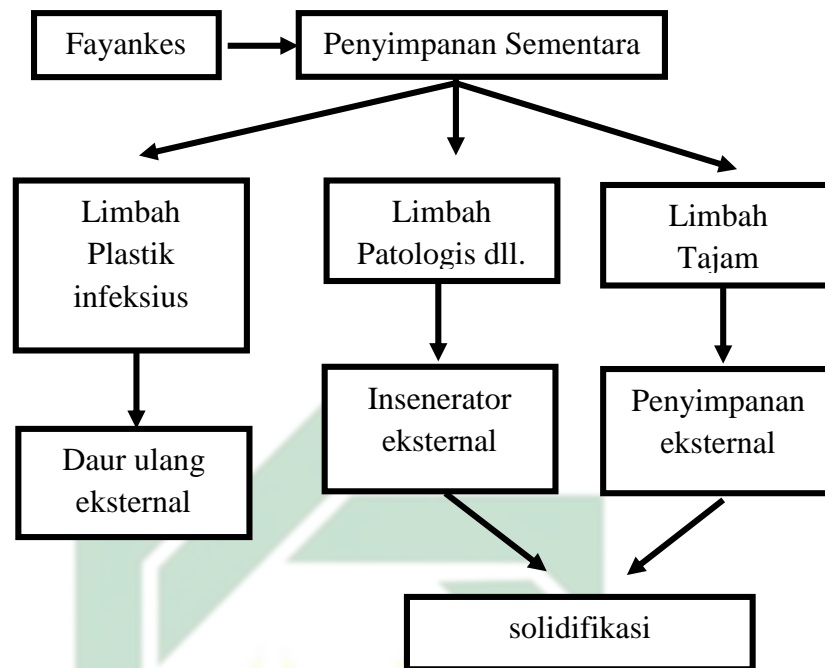 Fayankes
Penyimpanan Sementara
Limbah
Plastik
infeksius
Limbah
Patologis dll.
Limbah
Tajam
Daur ulang
eksternal
Insenerator
eksternal
Penyimpanan
eksternal
solidifikasi